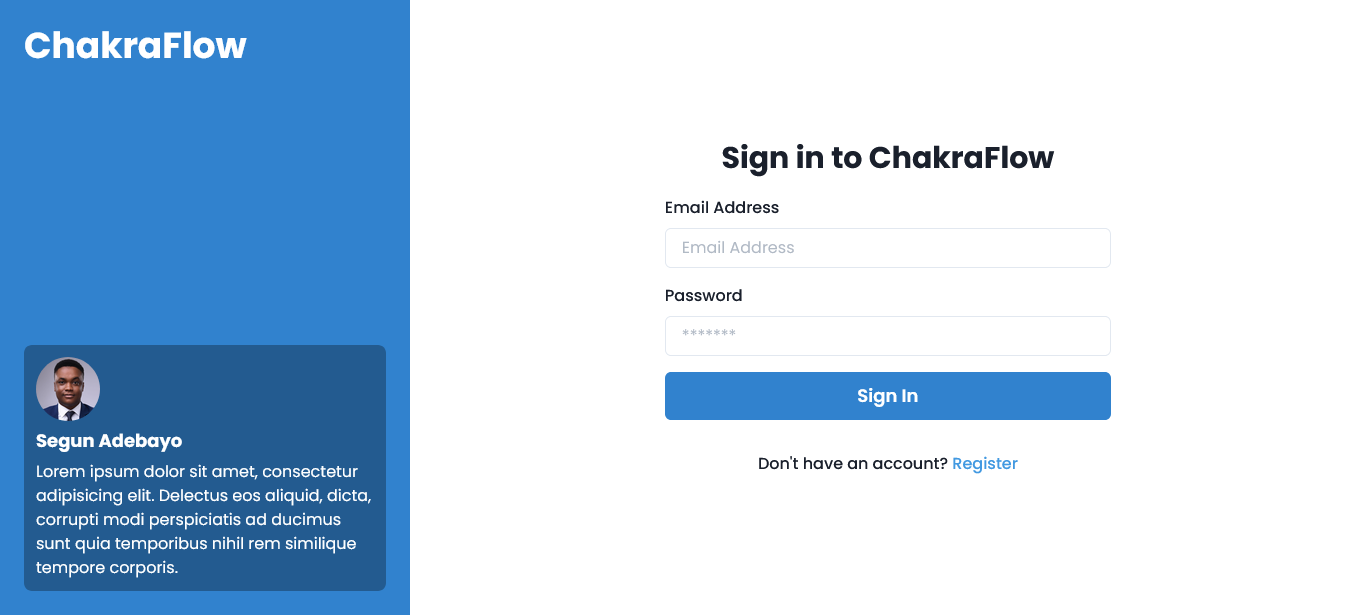 ChakraFlow
Segun Adebayo
Lorem ipsum dolor sit amet, consectetur
adipisicing elit. Delectus eos aliquid, dicta,
corrupti modi perspiciatis ad ducimus
sunt quia temporibus nihil rem similique
tempore corporis.
Sign in to ChakraFlow
Email Address
Email Address
Password
*******
Sign In
Don't have an account? Register